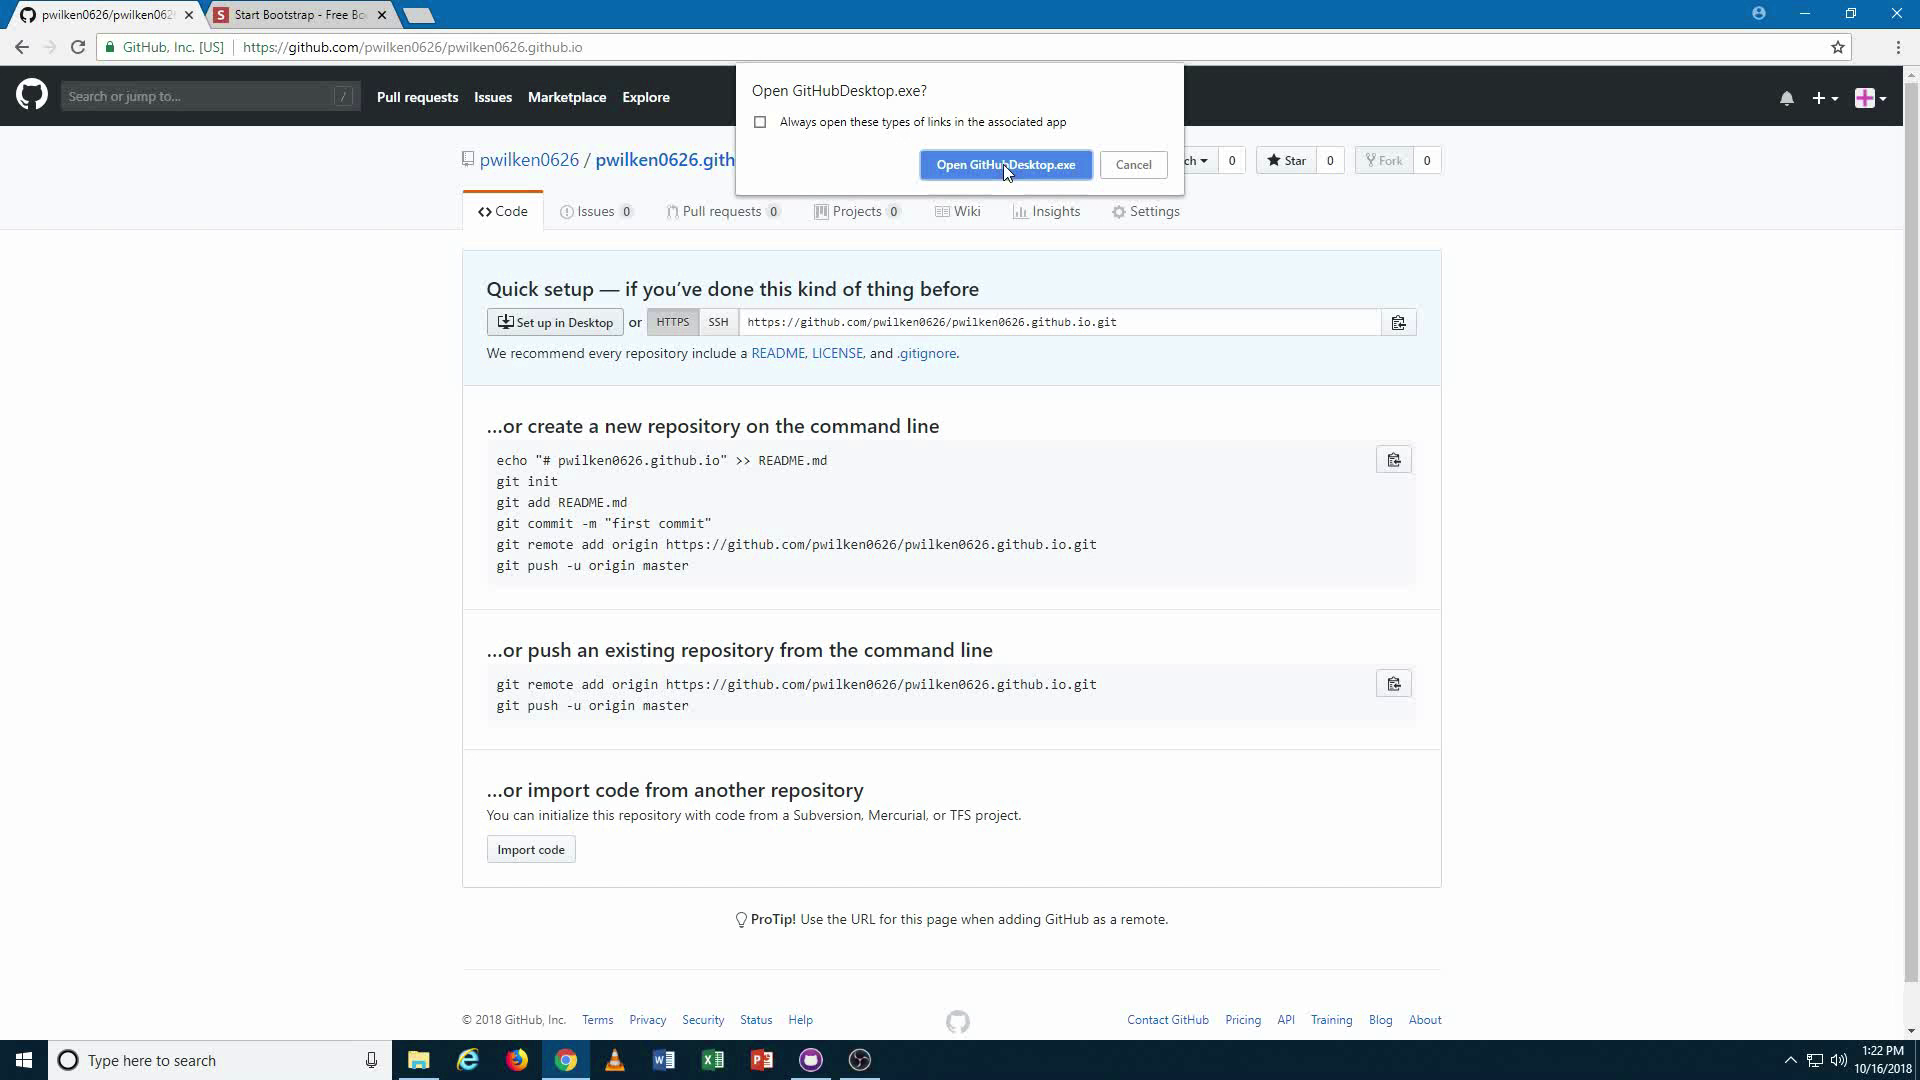 pwilken0626/pwilken0626
Start Bootstrap - Free Bo
GitHub, Inc. [US]
https://github.com/pwilken0626/pwilken0626.github.io
Search or jump to...
/
Pull requests
Issues
Marketplace
Explore
Open GitHubDesktop.exe?
Always open these types of links in the associated app
Open GitHubDesktop.exe
Cancel
pwilken0626 / pwilken0626.gith
ch
0
Star
0
Fork
0
Code
Issues 0
Pull requests 0
Projects 0
Wiki
Insights
Settings
Quick setup — if you’ve done this kind of thing before
Set up in Desktop
or
HTTPS
SSH
https://github.com/pwilken0626/pwilken0626.github.io.git
We recommend every repository include a README, LICENSE, and .gitignore.
…or create a new repository on the command line
echo "# pwilken0626.github.io" >> README.md
git init
git add README.md
git commit -m "first commit"
git remote add origin https://github.com/pwilken0626/pwilken0626.github.io.git
git push -u origin master
…or push an existing repository from the command line
git remote add origin https://github.com/pwilken0626/pwilken0626.github.io.git
git push -u origin master
…or import code from another repository
You can initialize this repository with code from a Subversion, Mercurial, or TFS project.
Import code
ProTip! Use the URL for this page when adding GitHub as a remote.
© 2018 GitHub, Inc.
Terms
Privacy
Security
Status
Help
Contact GitHub
Pricing
API
Training
Blog
About
Type here to search
1:22 PM
10/16/2018